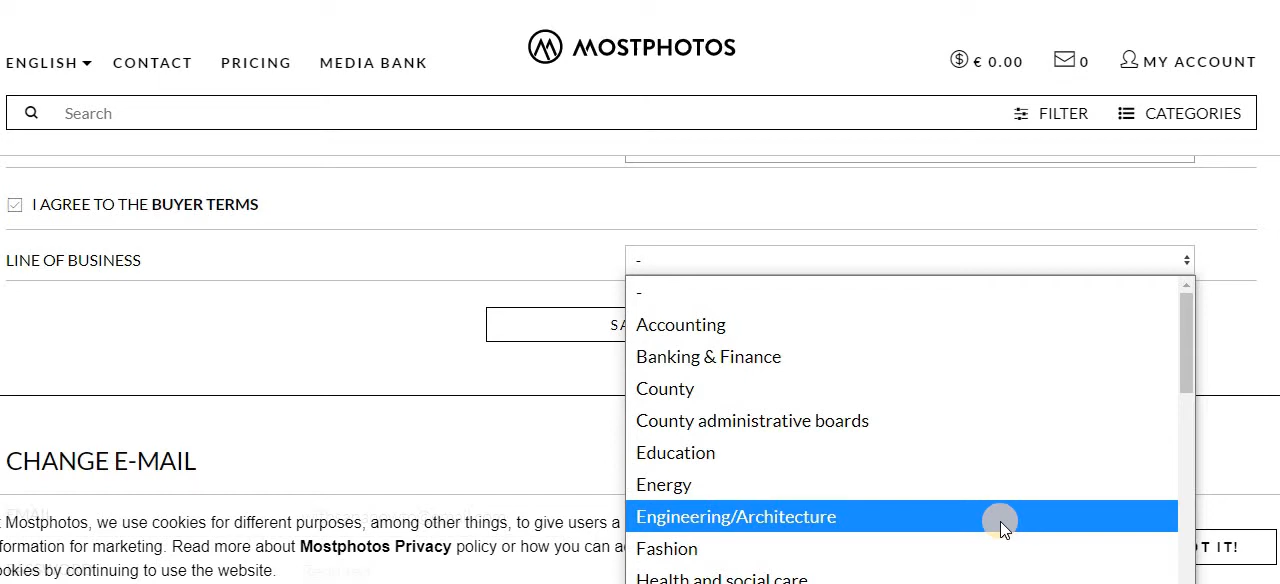 MOSTPHOTOS
ENGLISH CONTACT PRICING MEDIA BANK
€ 0.00 0 MY ACCOUNT
Search FILTER CATEGORIES
I AGREE TO THE BUYER TERMS
LINE OF BUSINESS
-
-
Accounting
Banking & Finance
County
County administrative boards
Education
Energy
Engineering/Architecture
Fashion
Health and social care
CHANGE E-MAIL
EMAIL
Mostphotos, we use cookies for different purposes, among other things, to give users a
formation for marketing. Read more about Mostphotos Privacy policy or how you can
ookies by continuing to use the website.
T IT!